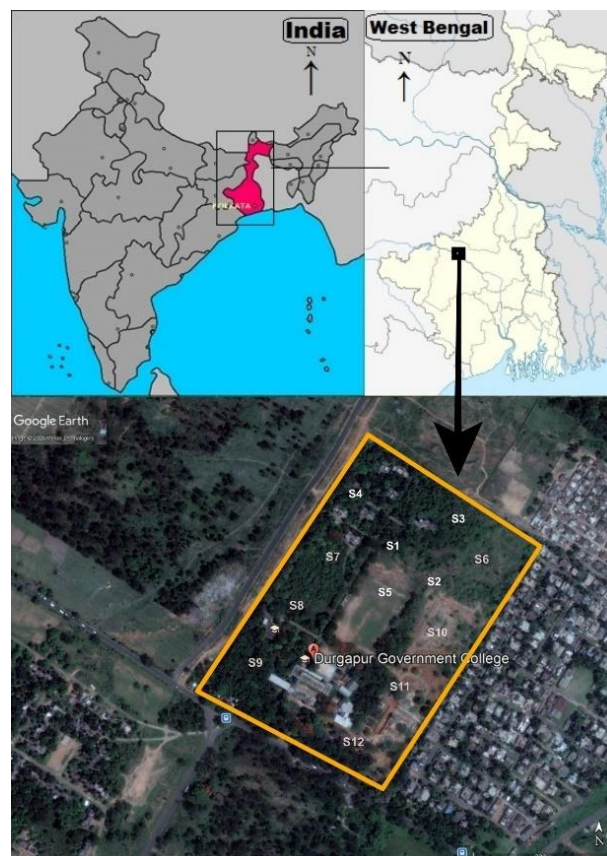 India
N
KOLKATA
West Bengal
N
Google Earth
S4
S3
S1
S7
S6
S2
S5
S8
S10
A
Durgapur Government College
S9
S11
S12
N